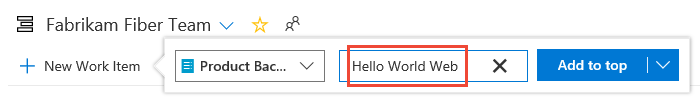 Fabrikam Fiber Team
New Work Item
Product Bac...
Hello World Web
Add to top